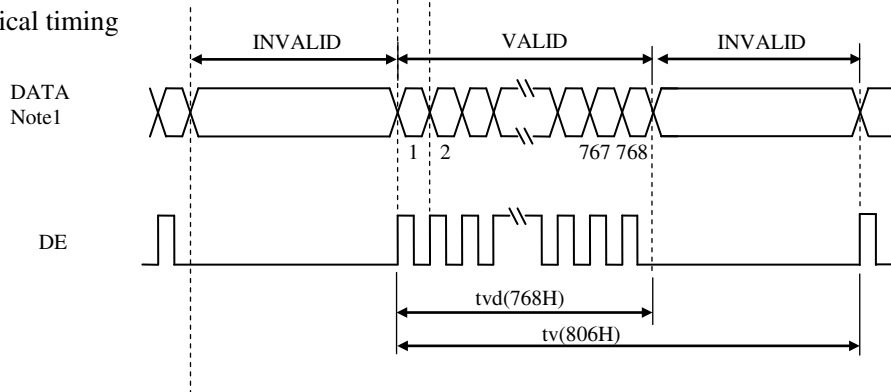 ical timing
INVALID VALID INVALID
DATA
Note1
1 2 767 768
DE
tvd(768H)
tv(806H)